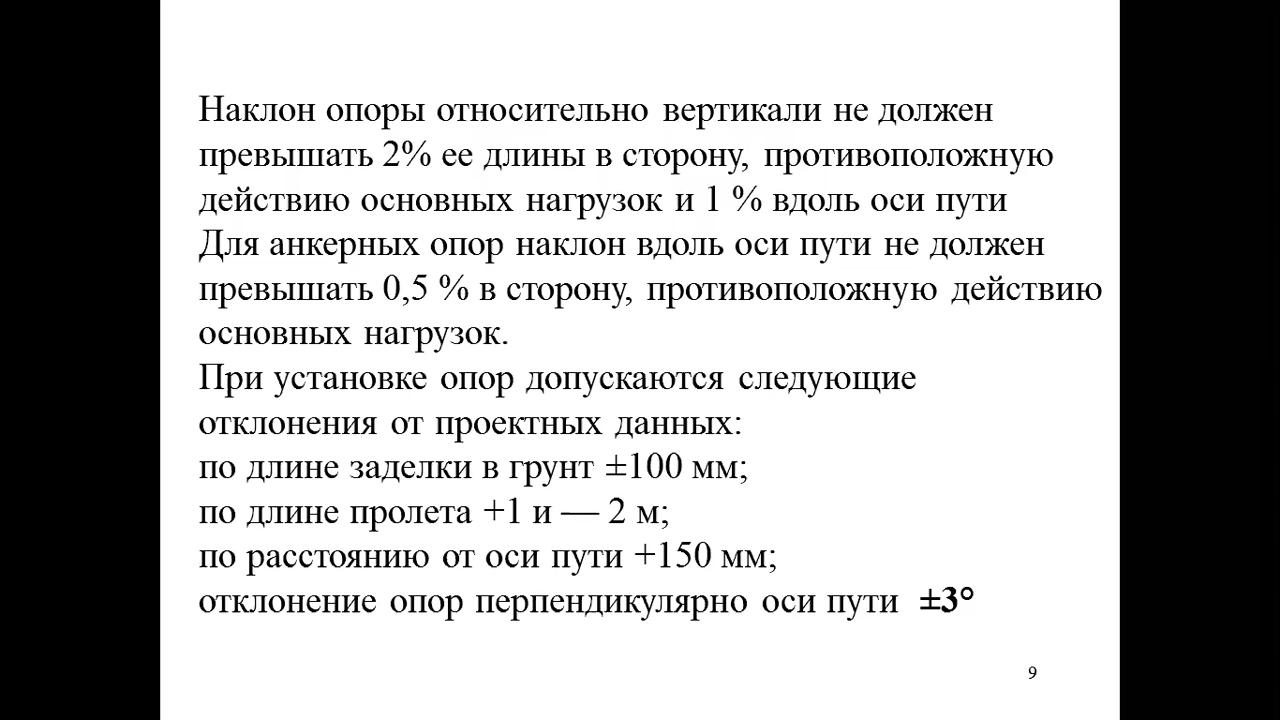 Наклон опоры относительно вертикали не должен
превышать 2% ее длины в сторону, противоположную
действию основных нагрузок и 1 % вдоль оси пути
Для анкерных опор наклон вдоль оси пути не должен
превышать 0,5 % в сторону, противоположную действию
основных нагрузок.
При установке опор допускаются следующие
отклонения от проектных данных:
по длине заделки в грунт ±100 мм;
по длине пролета +1 и — 2 м;
по расстоянию от оси пути +150 мм;
отклонение опор перпендикулярно оси пути ±3°
9